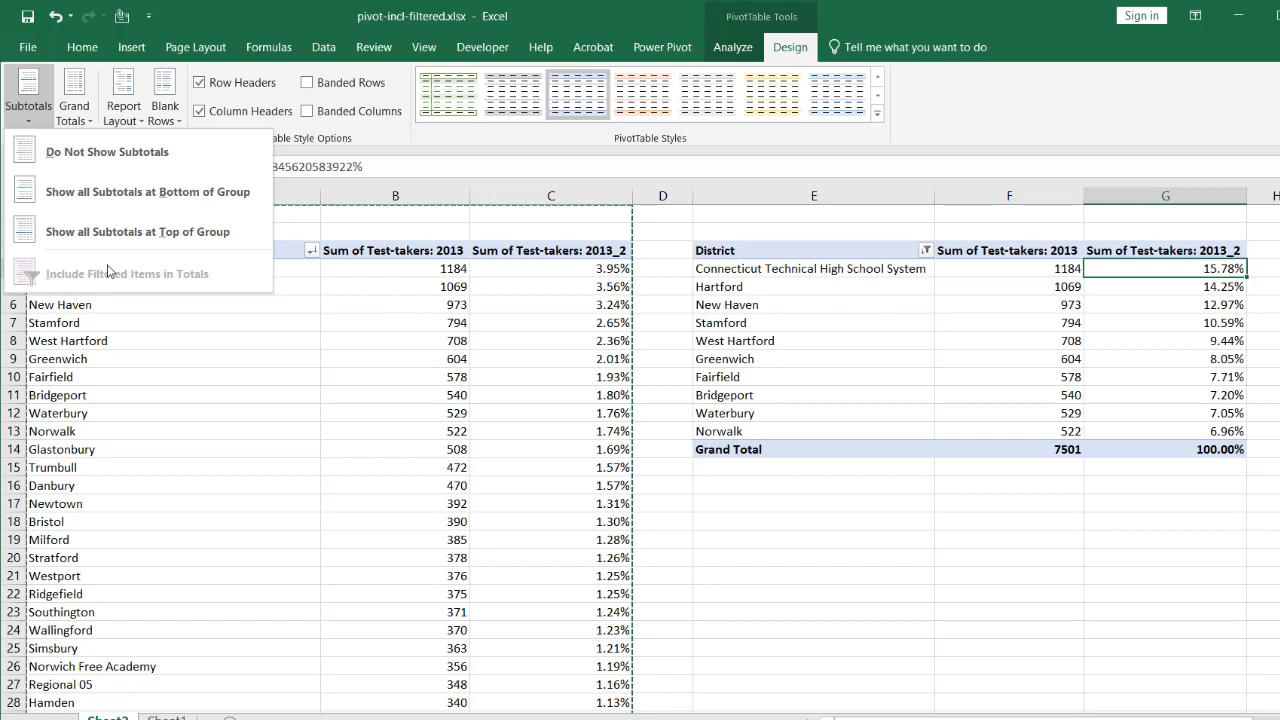 pivot-incl-filtered.xlsx - Excel
PivotTable Tools
Sign in
File Home Insert Page Layout Formulas Data Review View Developer Help Acrobat Power Pivot Analyze Design Tell me what you want to do
Subtotals
Grand Totals
Report Layout
Blank Rows
Row Headers
Banded Rows
Column Headers
Banded Columns
PivotTable Styles
Do Not Show Subtotals
Show all Subtotals at Bottom of Group
Show all Subtotals at Top of Group
Include Filtered Items in Totals
table Style Options
845620583922%
B C D E F G H
Sum of Test-takers: 2013 Sum of Test-takers: 2013_2 District Sum of Test-takers: 2013 Sum of Test-takers: 2013_2
1184 3.95% Connecticut Technical High School System 1184 15.78%
1069 3.56% Hartford 1069 14.25%
6 New Haven 973 3.24% New Haven 973 12.97%
7 Stamford 794 2.65% Stamford 794 10.59%
8 West Hartford 708 2.36% West Hartford 708 9.44%
9 Greenwich 604 2.01% Greenwich 604 8.05%
10 Fairfield 578 1.93% Fairfield 578 7.71%
11 Bridgeport 540 1.80% Bridgeport 540 7.20%
12 Waterbury 529 1.76% Waterbury 529 7.05%
13 Norwalk 522 1.74% Norwalk 522 6.96%
14 Glastonbury 508 1.69% Grand Total 7501 100.00%
15 Trumbull 472 1.57%
16 Danbury 470 1.57%
17 Newtown 392 1.31%
18 Bristol 390 1.30%
19 Milford 385 1.28%
20 Stratford 378 1.26%
21 Westport 376 1.25%
22 Ridgefield 375 1.25%
23 Southington 371 1.24%
24 Wallingford 370 1.23%
25 Simsbury 363 1.21%
26 Norwich Free Academy 356 1.19%
27 Regional 05 348 1.16%
28 Hamden 340 1.13%